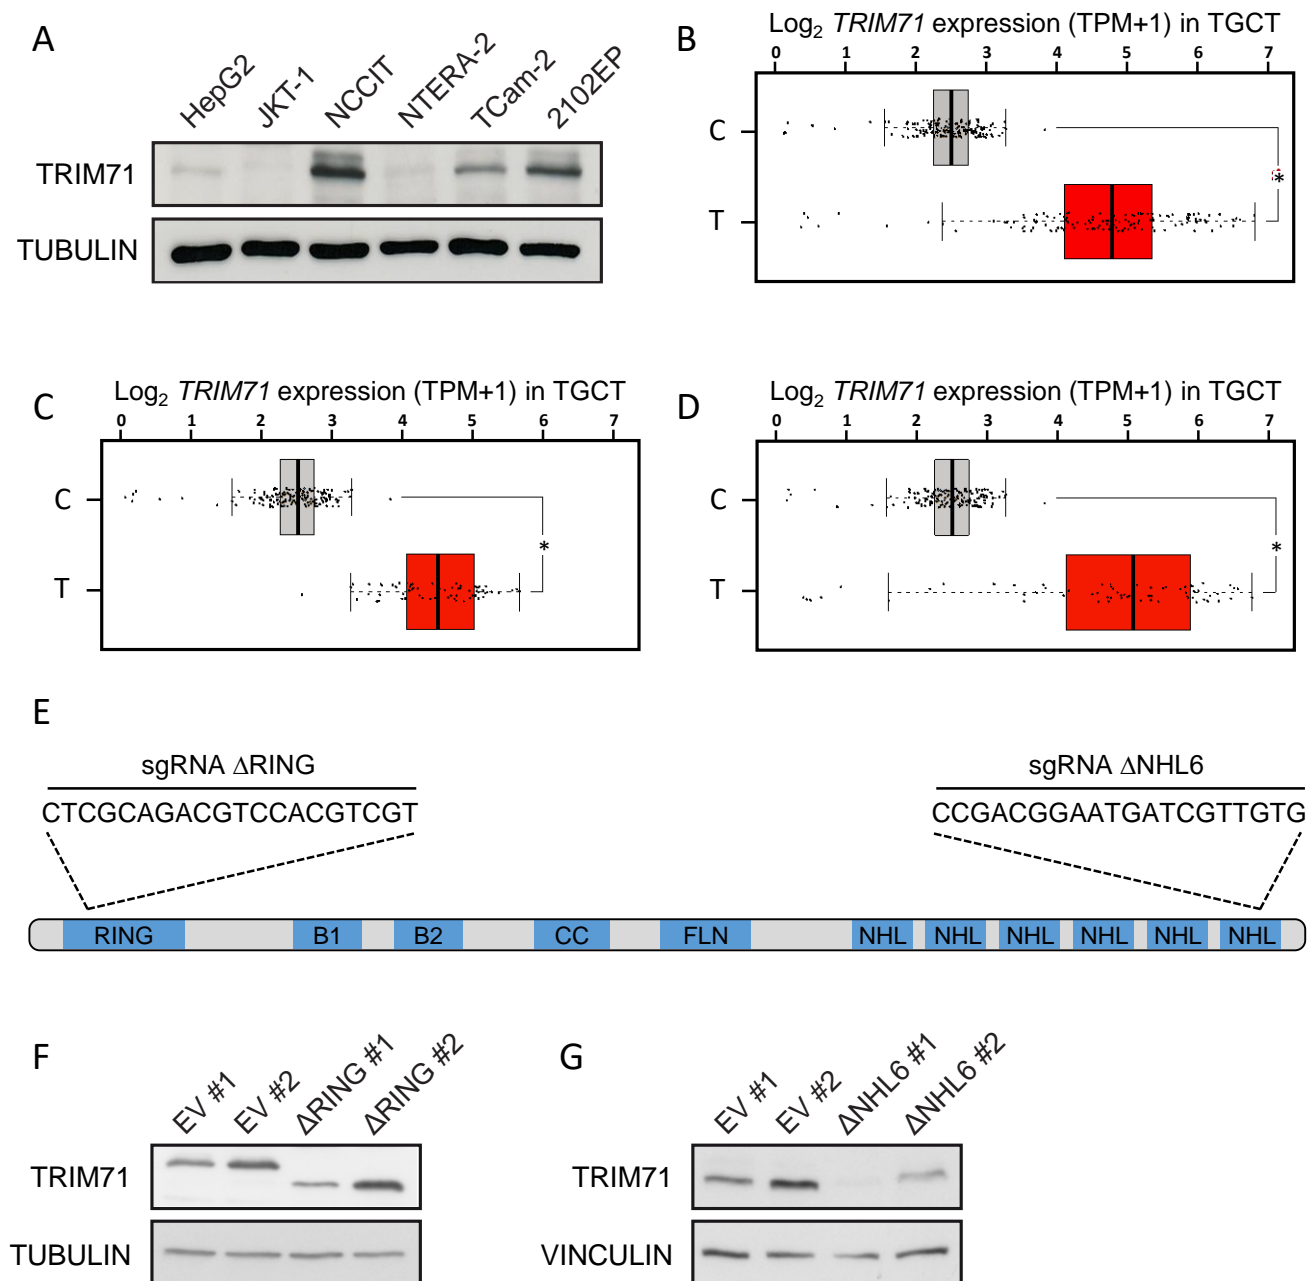 A
HepG2
JKT-1
NCCIT
NTERA-2
TCam-2
2102EP
TRIM71
TUBULIN
B
Log₂ TRIM71 expression (TPM+1) in TGCT
0 1 2 3 4 5 6 7
C
T
*
C
Log₂ TRIM71 expression (TPM+1) in TGCT
0 1 2 3 4 5 6 7
C
T
*
D
Log₂ TRIM71 expression (TPM+1) in TGCT
0 1 2 3 4 5 6 7
C
T
*
E
sgRNA ΔRING
CTCGCAGACGTCCACGTCGT
sgRNA ΔNHL6
CCGACGGAATGATCGTTGTG
RING B1 B2 CC FLN NHL NHL NHL NHL NHL NHL
F
EV #1
EV #2
ΔRING #1
ΔRING #2
TRIM71
TUBULIN
G
EV #1
EV #2
ΔNHL6 #1
ΔNHL6 #2
TRIM71
VINCULIN